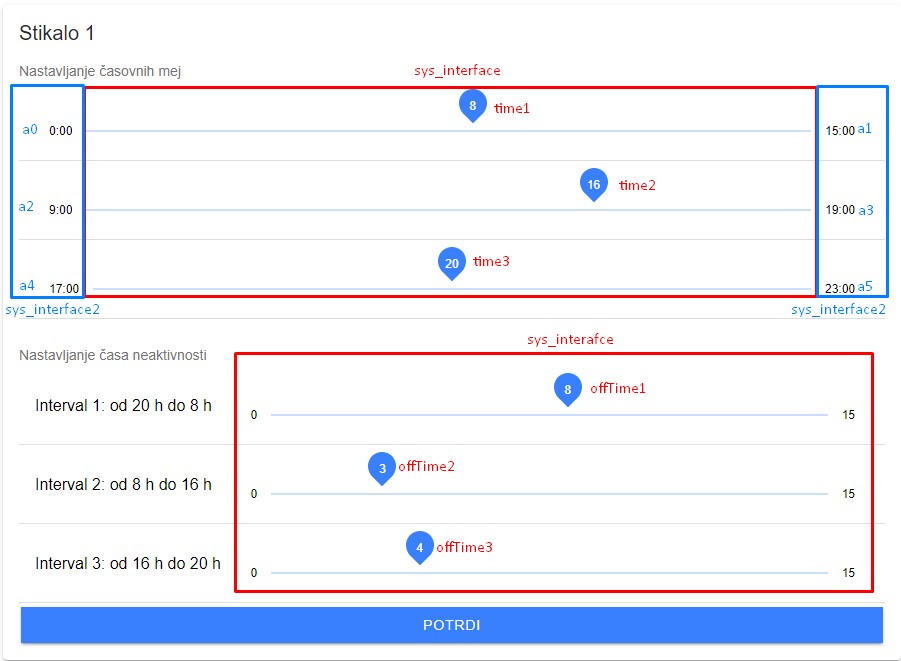 Stikalo 1
Nastavljanje časovnih mej
sys_interface
a0 0:00 8 time1 15:00 a1
a2 9:00 16 time2 19:00 a3
a4 17:00 20 time3 23:00 a5
sys_interface2 sys_interface2
sys_interafce
Nastavljanje časa neaktivnosti
Interval 1: od 20 h do 8 h 0 8 offTime1 15
Interval 2: od 8 h do 16 h 0 3 offTime2 15
Interval 3: od 16 h do 20 h 0 4 offTime3 15
POTRDI